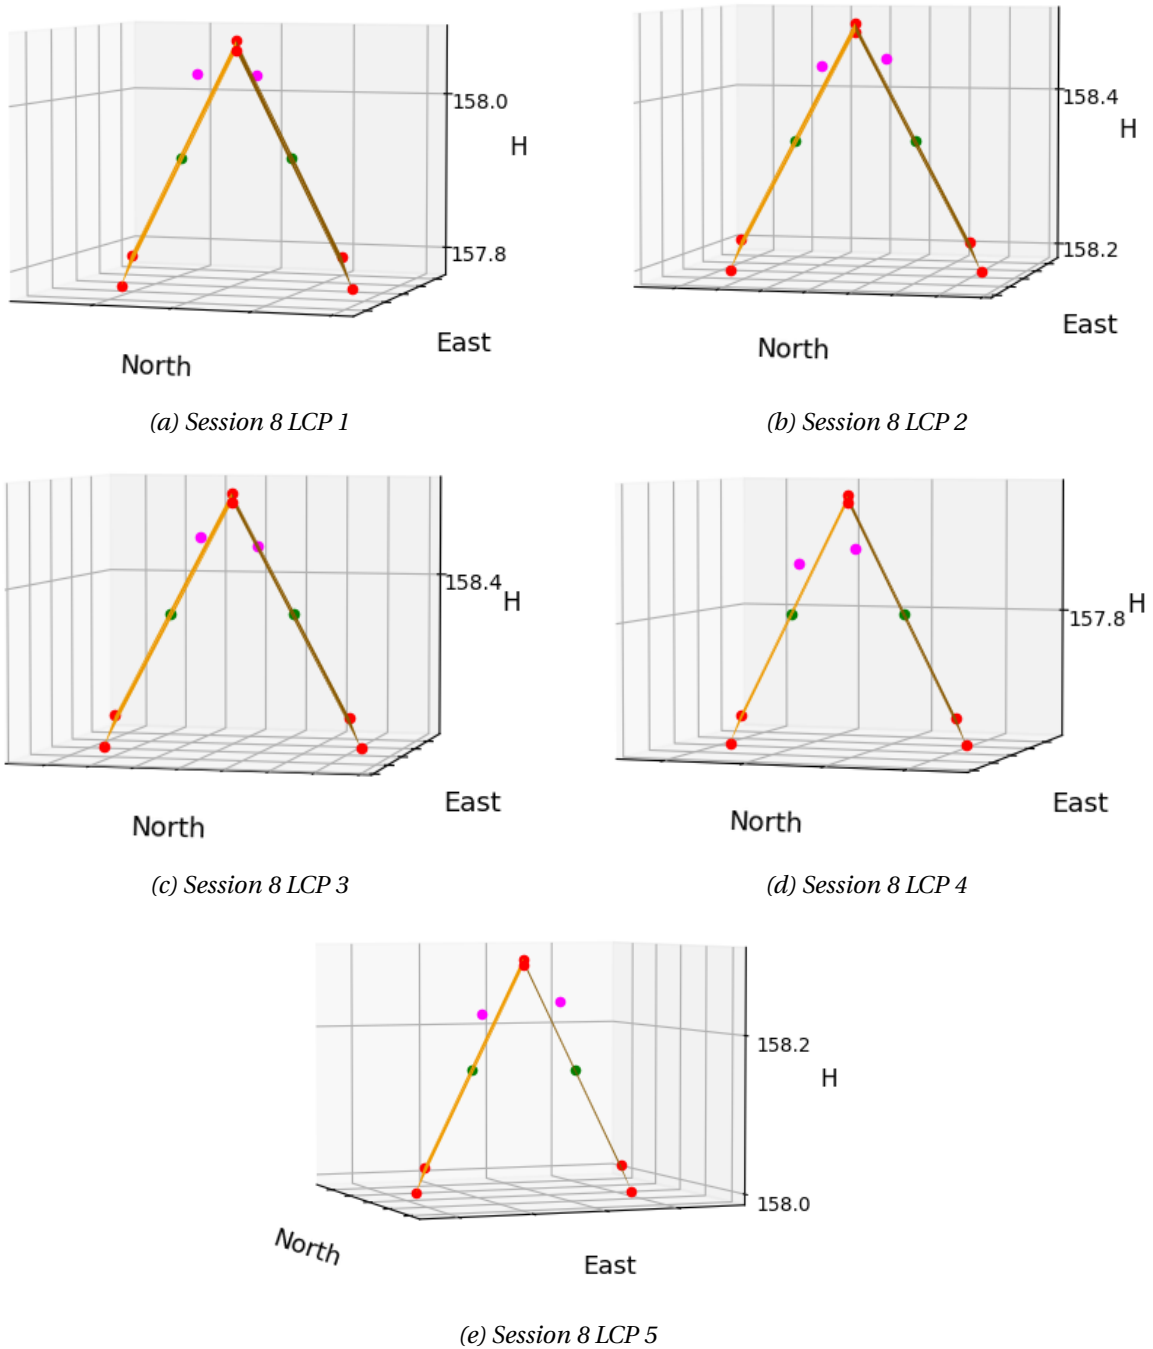 158.0
H
157.8
East
North
(a) Session 8 LCP 1
158.4
H
158.2
East
North
(b) Session 8 LCP 2
158.4
H
East
North
(c) Session 8 LCP 3
157.8
H
East
North
(d) Session 8 LCP 4
158.2
H
158.0
North
East
(e) Session 8 LCP 5